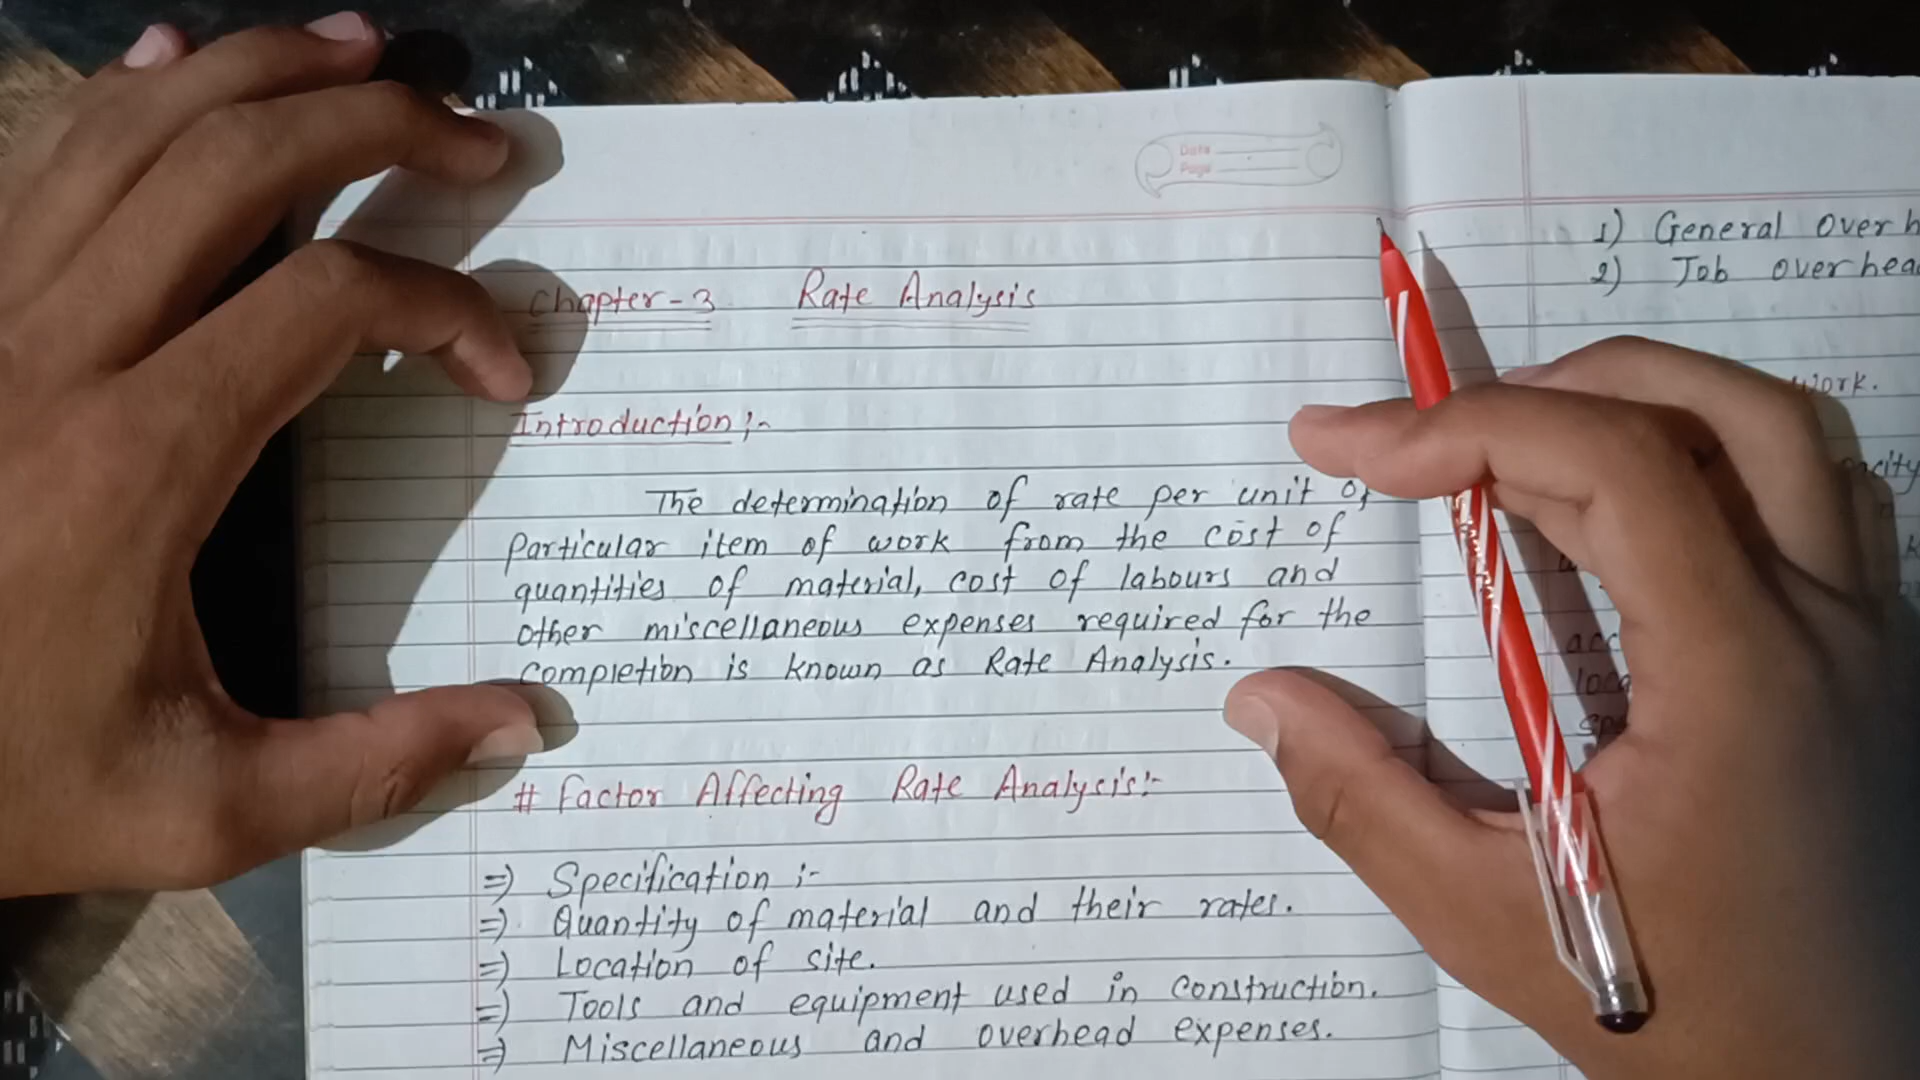 Date
Page
Chapter-3 Rate Analysis
Introduction :-
The determination of rate per unit of
Particular item of work from the cost of
quantities of material, cost of labours and
other miscellaneous expenses required for the
completion is known as Rate Analysis.
# Factor Affecting Rate Analysis:-
=) Specification :-
=) Quantity of material and their rates.
=) Location of site.
=) Tools and equipment used in construction.
=) Miscellaneous and overhead expenses.
1) General Overh
2) Job overhea
work.
acc
loca